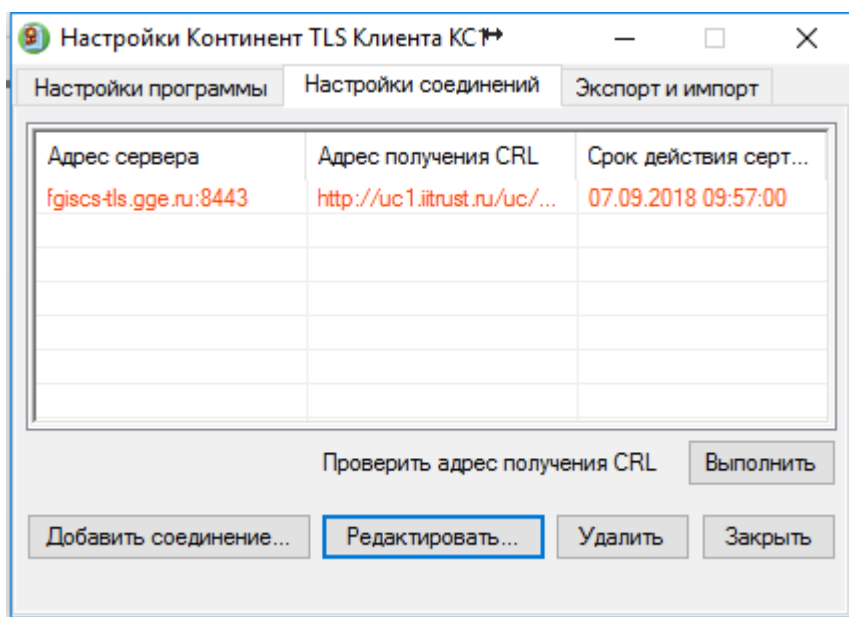 Настройки Континент TLS Клиента КС1
Настройки программы Настройки соединений Экспорт и импорт
Адрес сервера Адрес получения CRL Срок действия серт...
fgiscs-tls.gge.ru:8443 http://uc1.iitrust.ru/uc/... 07.09.2018 09:57:00
Проверить адрес получения CRL Выполнить
Добавить соединение... Редактировать... Удалить Закрыть